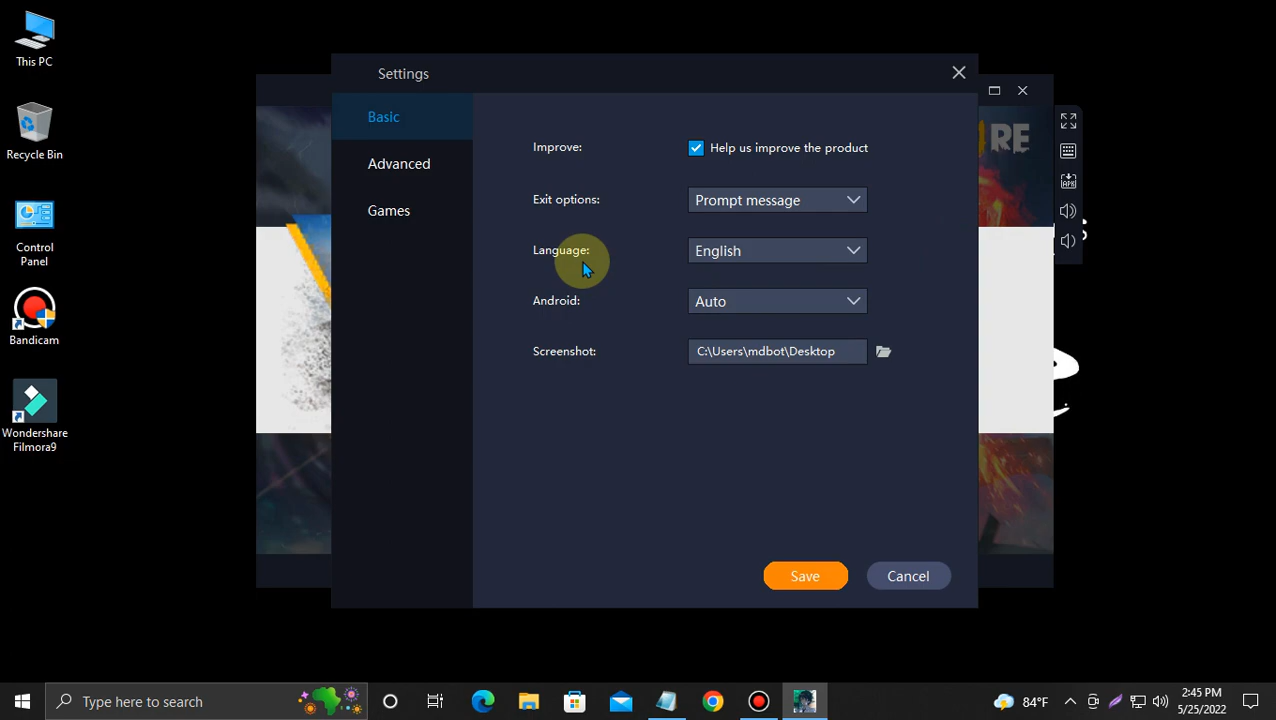 This PC
Recycle Bin
Control
Panel
Bandicam
Wondershare
Filmora9
Settings
Basic
Advanced
Games
Improve:
Help us improve the product
Exit options:
Prompt message
Language:
English
Android:
Auto
Screenshot:
C:\Users\mdbot\Desktop
Save
Cancel
RE
APK
S
Type here to search
84°F
2:45 PM
5/25/2022